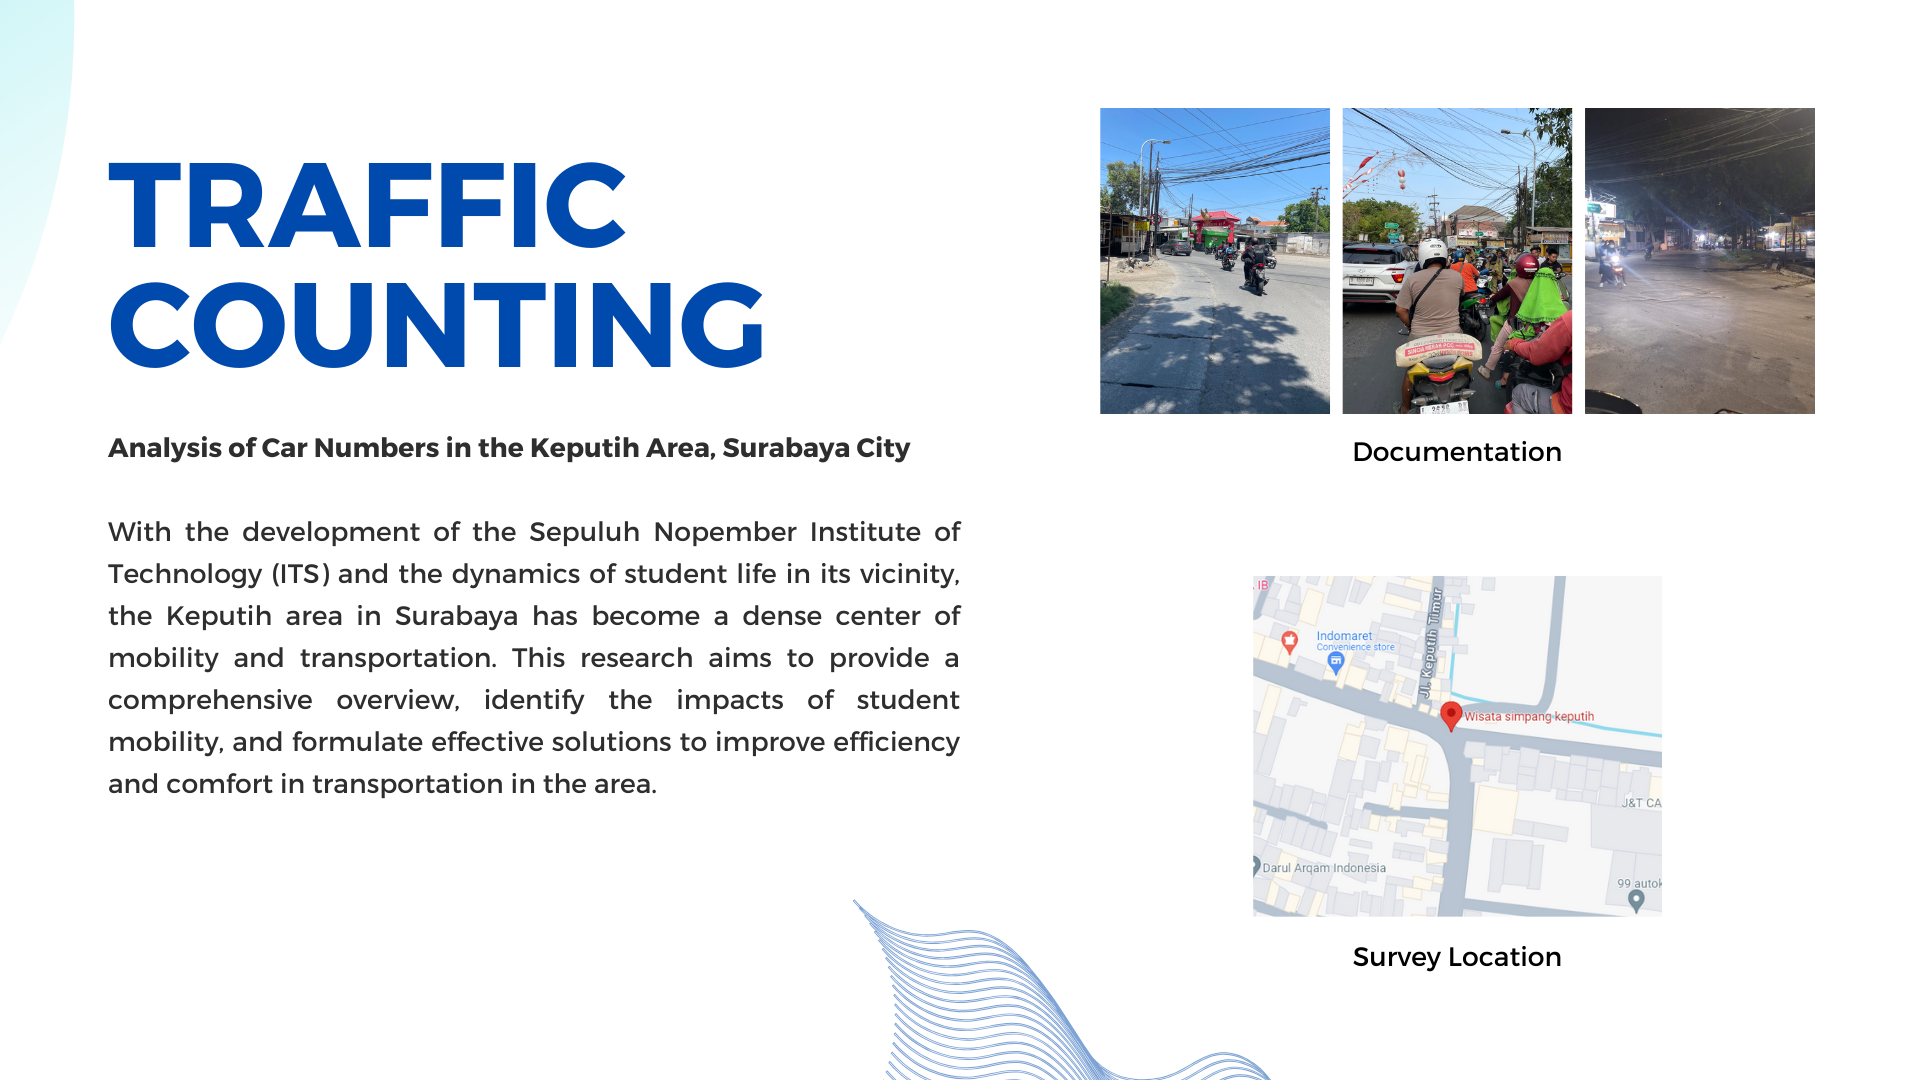 TRAFFIC
COUNTING
Analysis of Car Numbers in the Keputih Area, Surabaya City
With the development of the Sepuluh Nopember Institute of
Technology (ITS) and the dynamics of student life in its vicinity,
the Keputih area in Surabaya has become a dense center of
mobility and transportation. This research aims to provide a
comprehensive overview, identify the impacts of student
mobility, and formulate effective solutions to improve efficiency
and comfort in transportation in the area.
Documentation
IB
Indomaret
Convenience store
Jl. Keputih Timur
Wisata simpang keputih
J&T CA
Darul Arqam Indonesia
99 autok
Survey Location